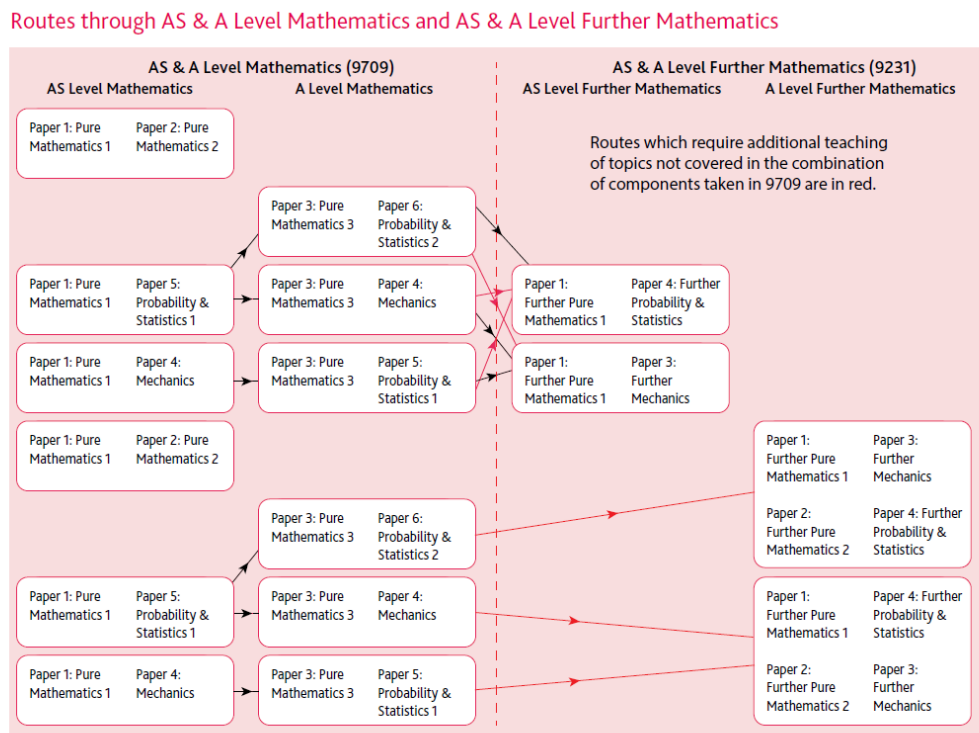 Routes through AS & A Level Mathematics and AS & A Level Further Mathematics
AS & A Level Mathematics (9709)
AS Level Mathematics
A Level Mathematics
AS & A Level Further Mathematics (9231)
AS Level Further Mathematics
A Level Further Mathematics
Routes which require additional teaching
of topics not covered in the combination
of components taken in 9709 are in red.
Paper 1: Pure
Mathematics 1
Paper 2: Pure
Mathematics 2
Paper 3: Pure
Mathematics 3
Paper 6:
Probability &
Statistics 2
Paper 1: Pure
Mathematics 1
Paper 5:
Probability &
Statistics 1
Paper 3: Pure
Mathematics 3
Paper 4:
Mechanics
Paper 1:
Further Pure
Mathematics 1
Paper 4: Further
Probability &
Statistics
Paper 1: Pure
Mathematics 1
Paper 4:
Mechanics
Paper 3: Pure
Mathematics 3
Paper 5:
Probability &
Statistics 1
Paper 1:
Further Pure
Mathematics 1
Paper 3:
Further
Mechanics
Paper 1: Pure
Mathematics 1
Paper 2: Pure
Mathematics 2
Paper 1:
Further Pure
Mathematics 1
Paper 3:
Further
Mechanics
Paper 2:
Further Pure
Mathematics 2
Paper 4: Further
Probability &
Statistics
Paper 3: Pure
Mathematics 3
Paper 6:
Probability &
Statistics 2
Paper 1: Pure
Mathematics 1
Paper 5:
Probability &
Statistics 1
Paper 3: Pure
Mathematics 3
Paper 4:
Mechanics
Paper 1:
Further Pure
Mathematics 1
Paper 4: Further
Probability &
Statistics
Paper 2:
Further Pure
Mathematics 2
Paper 3:
Further
Mechanics
Paper 1: Pure
Mathematics 1
Paper 4:
Mechanics
Paper 3: Pure
Mathematics 3
Paper 5:
Probability &
Statistics 1